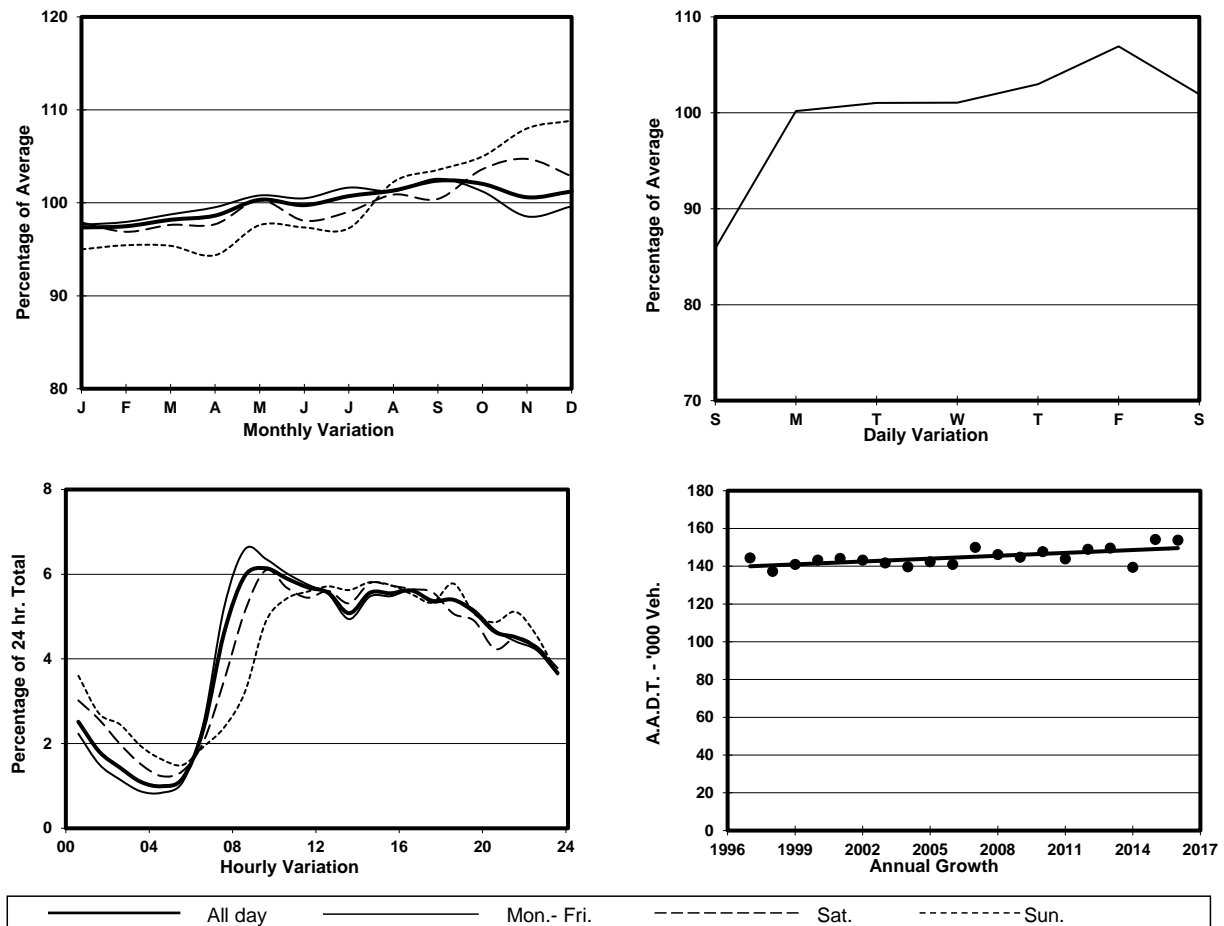 120
110
100
90
80
Percentage of Average
J F M A M J J A S O N D
Monthly Variation
110
100
90
80
70
Percentage of Average
S M T W T F S
Daily Variation
8
6
4
2
0
Percentage of 24 hr. Total
00 04 08 12 16 20 24
Hourly Variation
180
160
140
120
100
80
60
40
20
0
A.A.D.T. - '000 Veh.
1996 1999 2002 2005 2008 2011 2014 2017
Annual Growth
All day Mon.- Fri. Sat. Sun.